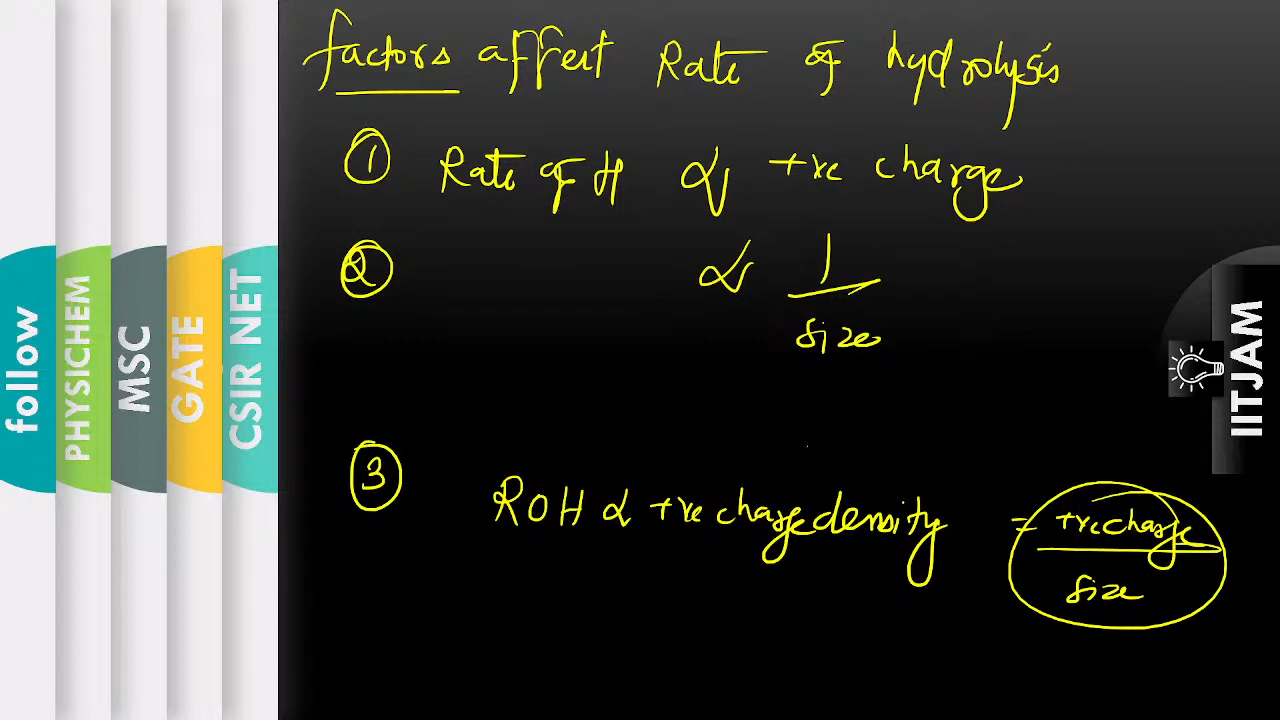 factors affect Rate of hydrolysis
① Rate of H α +ve charge
② α 1
size
③ ROH α +ve charge density = +ve charge
size
follow
PHYSICHEM
MSC
GATE
CSIR NET
IITJAM